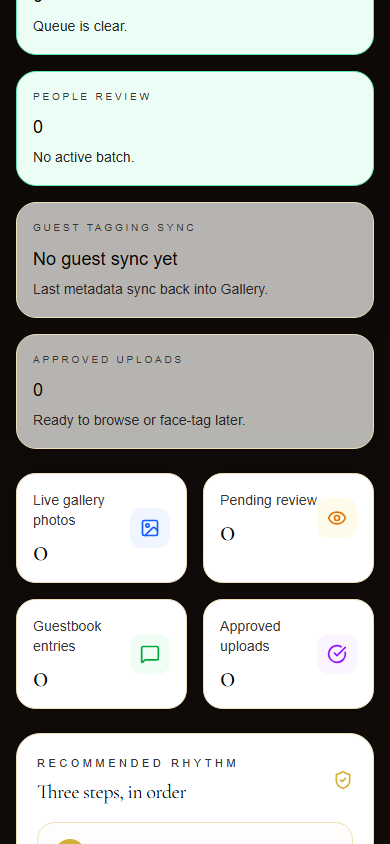 Queue is clear.
PEOPLE REVIEW
0
No active batch.
GUEST TAGGING SYNC
No guest sync yet
Last metadata sync back into Gallery.
APPROVED UPLOADS
0
Ready to browse or face-tag later.
Live gallery
photos
0
Pending review
0
Guestbook
entries
0
Approved
uploads
0
RECOMMENDED RHYTHM
Three steps, in order